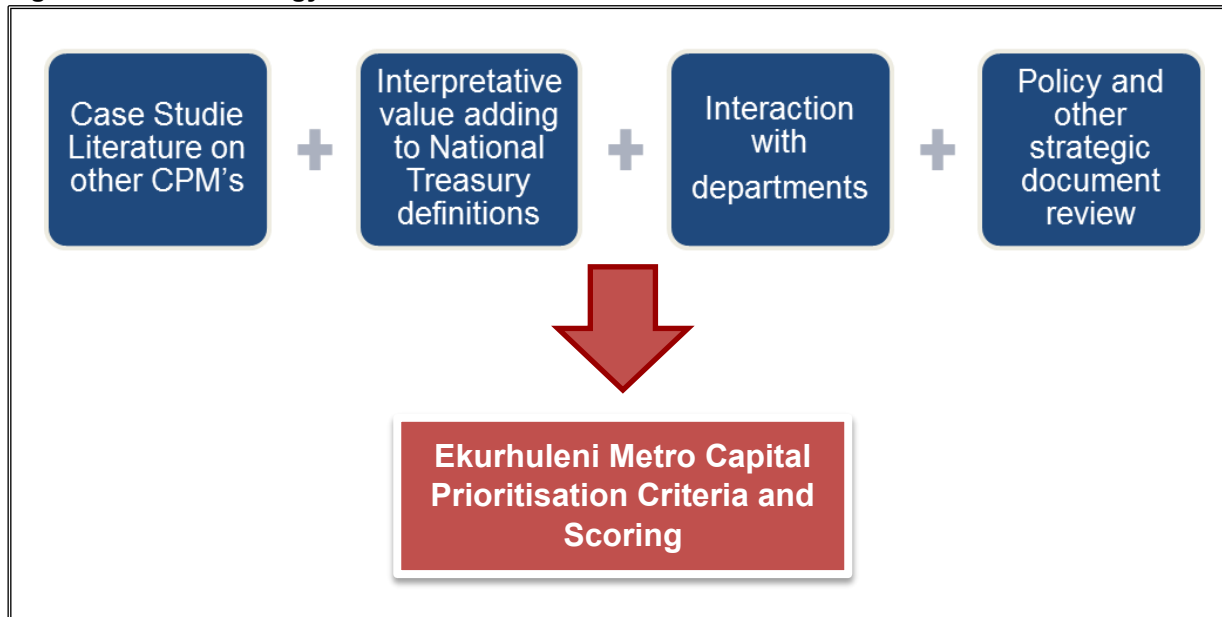 Case Studie
Literature on
other CPM's
Interpretative
value adding
to National
Treasury
definitions
Interaction
with
departments
Policy and
other
strategic
document
review
Ekurhuleni Metro Capital
Prioritisation Criteria and
Scoring